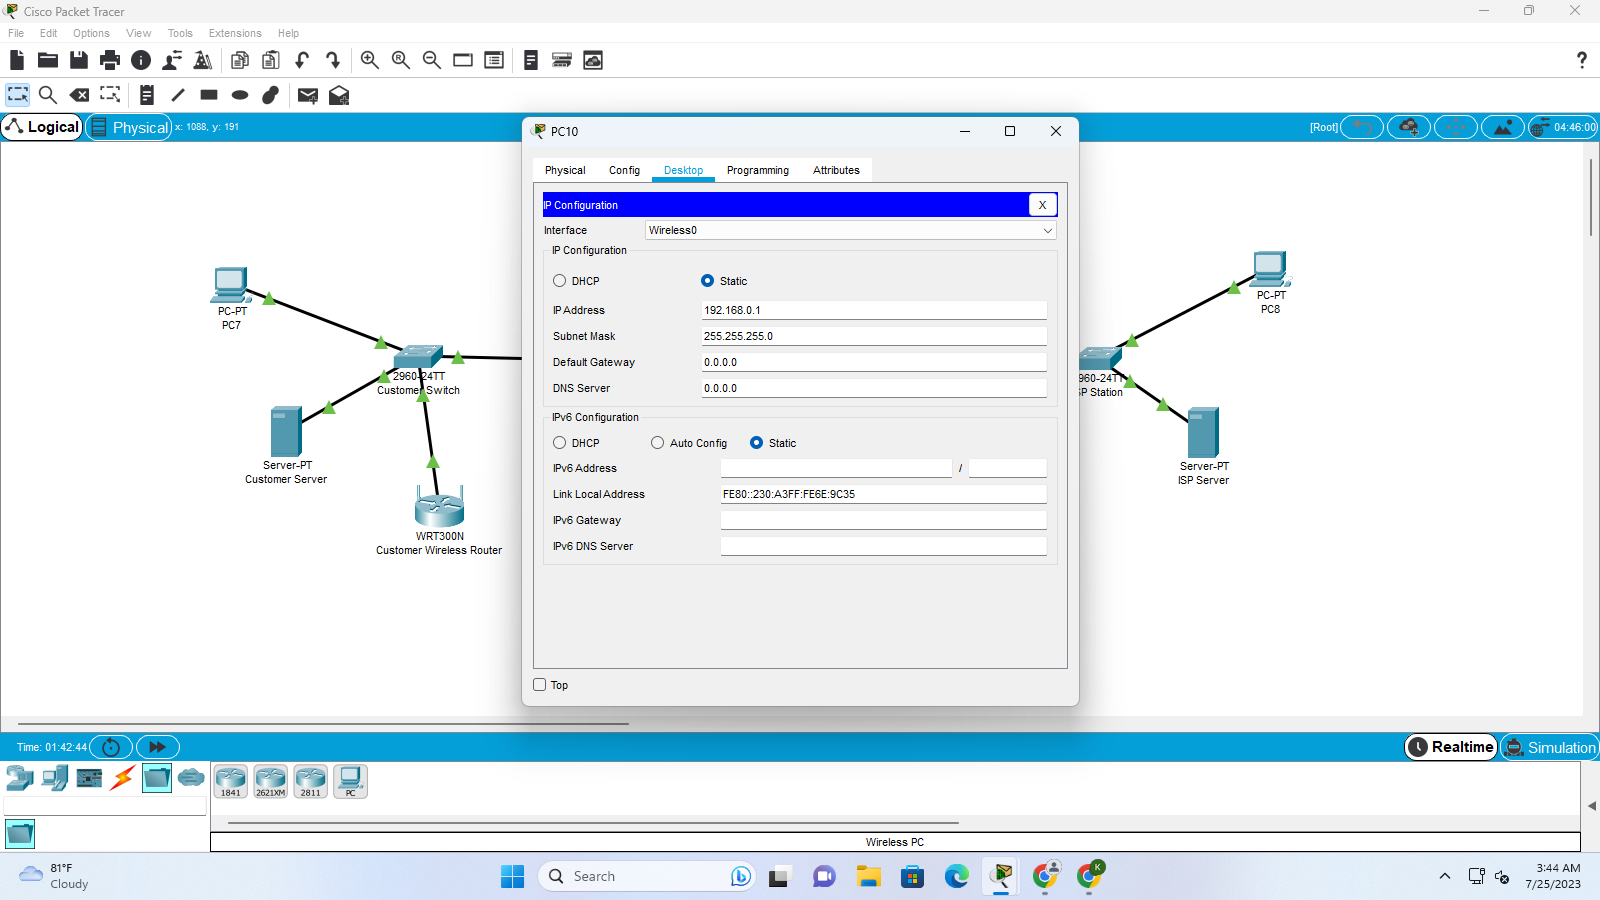 Cisco Packet Tracer
File Edit Options View Tools Extensions Help
Logical Physical x: 1088, y: 191
[Root] 04:46:00
PC10
Physical Config Desktop Programming Attributes
IP Configuration X
Interface Wireless0
IP Configuration
DHCP Static
IP Address 192.168.0.1
Subnet Mask 255.255.255.0
Default Gateway 0.0.0.0
DNS Server 0.0.0.0
IPv6 Configuration
DHCP Auto Config Static
IPv6 Address /
Link Local Address FE80::230:A3FF:FE6E:9C35
IPv6 Gateway
IPv6 DNS Server
Top
PC-PT
PC7
2960-24TT
Customer Switch
Server-PT
Customer Server
WRT300N
Customer Wireless Router
PC-PT
PC8
960-24TT
SP Station
Server-PT
ISP Server
Time: 01:42:44
Realtime Simulation
1841 2621XM 2811 PC
Wireless PC
81°F
Cloudy
Search
K
3:44 AM
7/25/2023